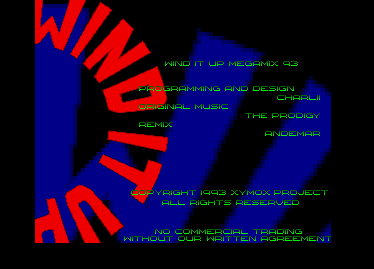 WIND IT UP
WIND IT UP MEGAMIX 93
PROGRAMMING AND DESIGN
CHARLII
ORIGINAL MUSIC
THE PRODIGY
REMIX
ANDEMAR
COPYRIGHT 1993 XYMOX PROJECT
ALL RIGHTS RESERVED
NO COMMERCIAL TRADING
WITHOUT OUR WRITTEN AGREEMENT